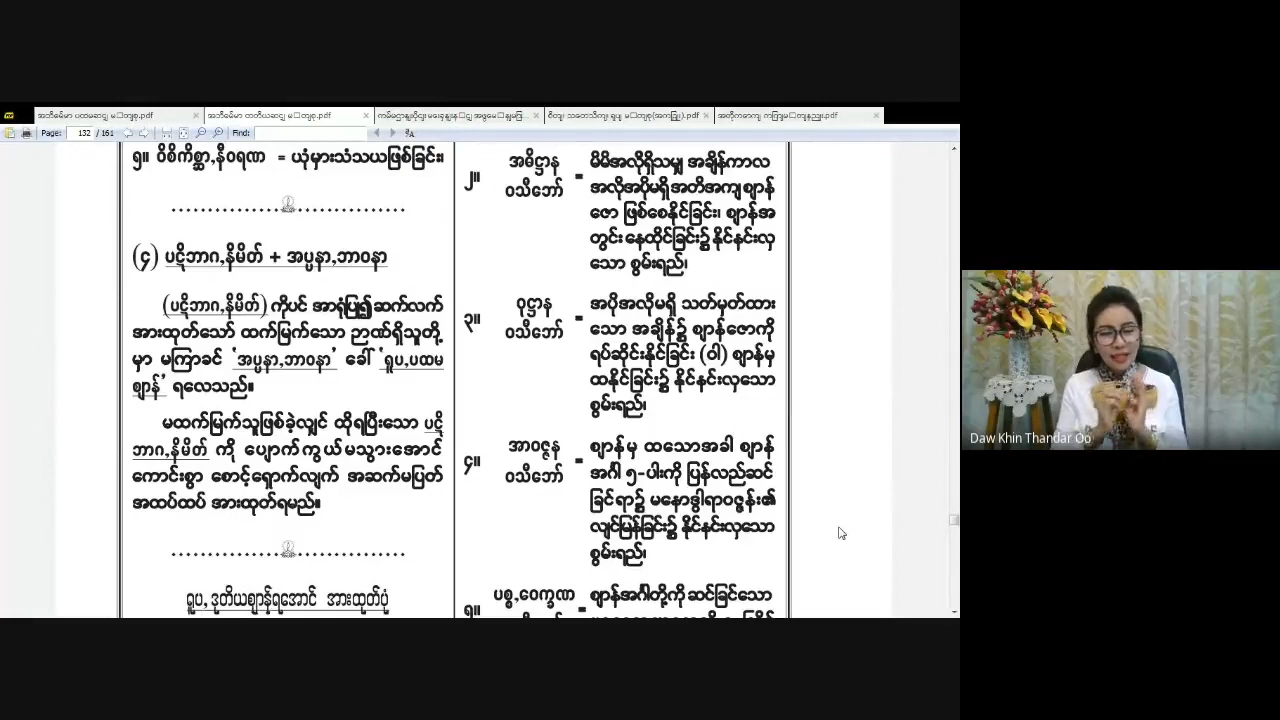 Page: 132 / 161
Find:
၅။ ဝိစိကိစ္ဆာ,နီဝရဏ = ယုံမှားသံသယဖြစ်ခြင်း။
(၄) ပဋိဘာဂ,နိမိတ် + အပ္ပနာ,ဘာဝနာ
(ပဋိဘာဂ,နိမိတ်) ကိုပင် အာရုံပြု၍ ဆက်လက်
အားထုတ်သော် ထက်မြက်သော ဉာဏ်ရှိသူတို့
မှာ မကြာခင် ‘အပ္ပနာ,ဘာဝနာ’ ခေါ် ‘ရူပ,ပထမ
ဈာန်’ ရလေသည်။
မထက်မြက်သူဖြစ်ခဲ့လျှင် ထိုရပြီးသော ပဋိ
ဘာဂ,နိမိတ် ကို ပျောက်ကွယ်မသွားအောင်
ကောင်းစွာ စောင့်ရှောက်လျက် အဆက်မပြတ်
အထပ်ထပ် အားထုတ်ရမည်။
ရူပ, ဒုတိယဈာန်ရအောင် အားထုတ်ပုံ
၂။ အဓိဋ္ဌာန ဝသီဘော် = မိမိအလိုရှိသမျှ အချိန်ကာလ
အလိုအပိုမရှိ အတိအကျ ဈာန်
ဇော ဖြစ်စေနိုင်ခြင်း၊ ဈာန်အ
တွင်း နေထိုင်ခြင်း၌ နိုင်နင်းလှ
သော စွမ်းရည်၊
၃။ ဝုဋ္ဌာန ဝသီဘော် = အပိုအလိုမရှိ သတ်မှတ်ထား
သော အချိန်၌ ဈာန်ဇောကို
ရပ်ဆိုင်းနိုင်ခြင်း (ဝါ) ဈာန်မှ
ထနိုင်ခြင်း၌ နိုင်နင်းလှသော
စွမ်းရည်၊
၄။ အာဝဇ္ဇန ဝသီဘော် = ဈာန်မှ ထသောအခါ ဈာန်
အင်္ဂါ ၅-ပါးကို ပြန်လည်ဆင်
ခြင်ရာ၌ မနောဒွါရာဝဇ္ဇန်း၏
လျင်မြန်ခြင်း၌ နိုင်နင်းလှသော
စွမ်းရည်၊
၅။ ပစ္စ,ဝေက္ခဏ = ဈာန်အင်္ဂါတို့ကို ဆင်ခြင်သော
Daw Khin Thandar Oo